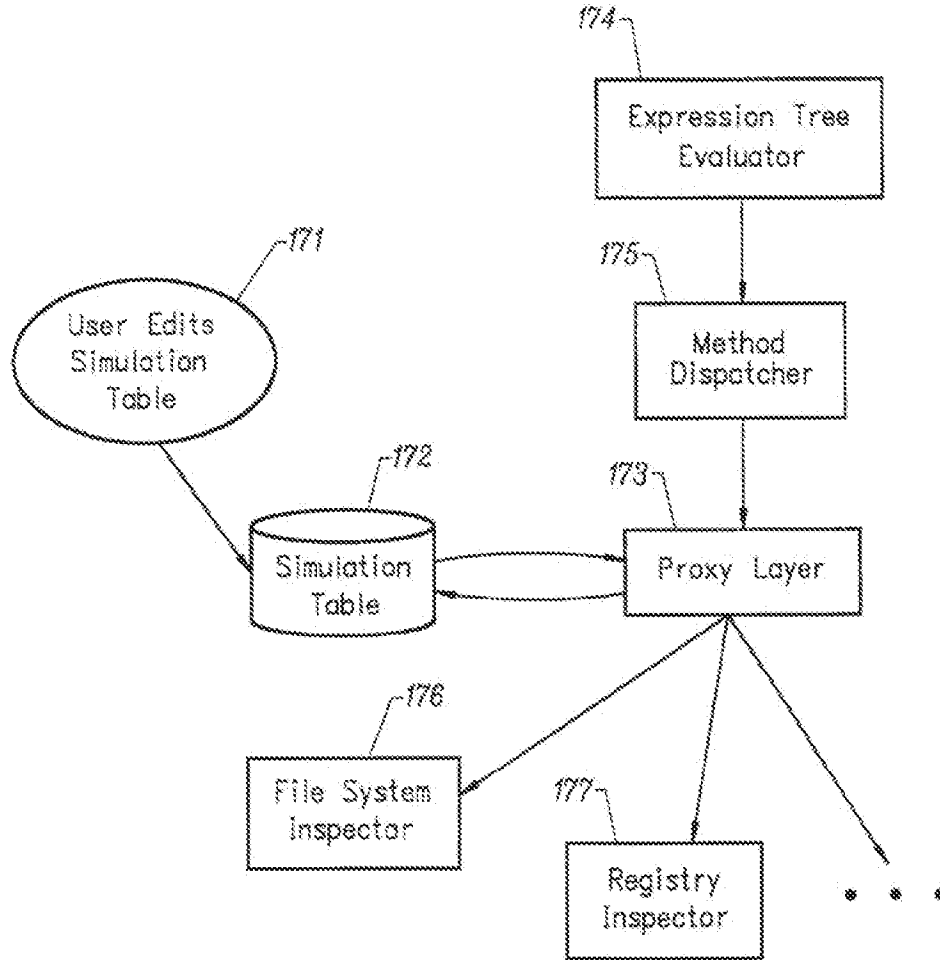 174
Expression Tree
Evaluator
171
175
User Edits
Simulation
Table
Method
Dispatcher
172
173
Simulation
Table
Proxy Layer
176
File System
Inspector
177
Registry
Inspector
• • •